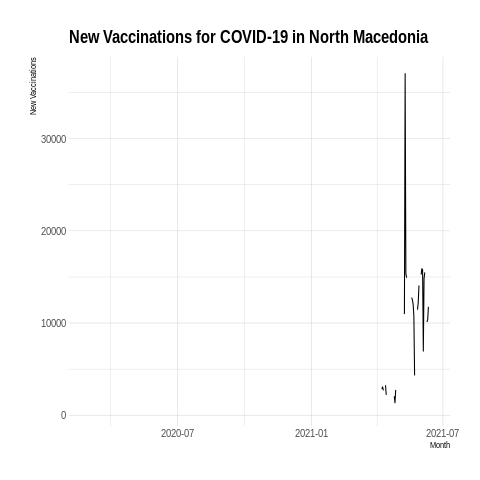 New Vaccinations for COVID-19 in North Macedonia
New Vaccinations
30000
20000
10000
0
2020-07 2021-01 2021-07
Month